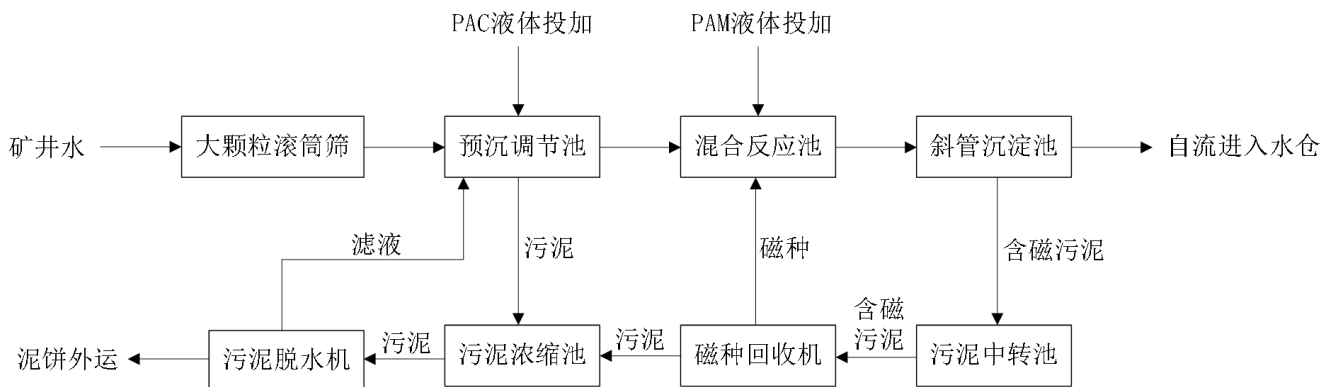 PAC液体投加
PAM液体投加
矿井水
大颗粒滚筒筛
预沉调节池
混合反应池
斜管沉淀池
自流进入水仓
滤液
污泥
磁种
含磁污泥
泥饼外运
污泥脱水机
污泥
污泥浓缩池
污泥
磁种回收机
含磁
污泥
污泥中转池